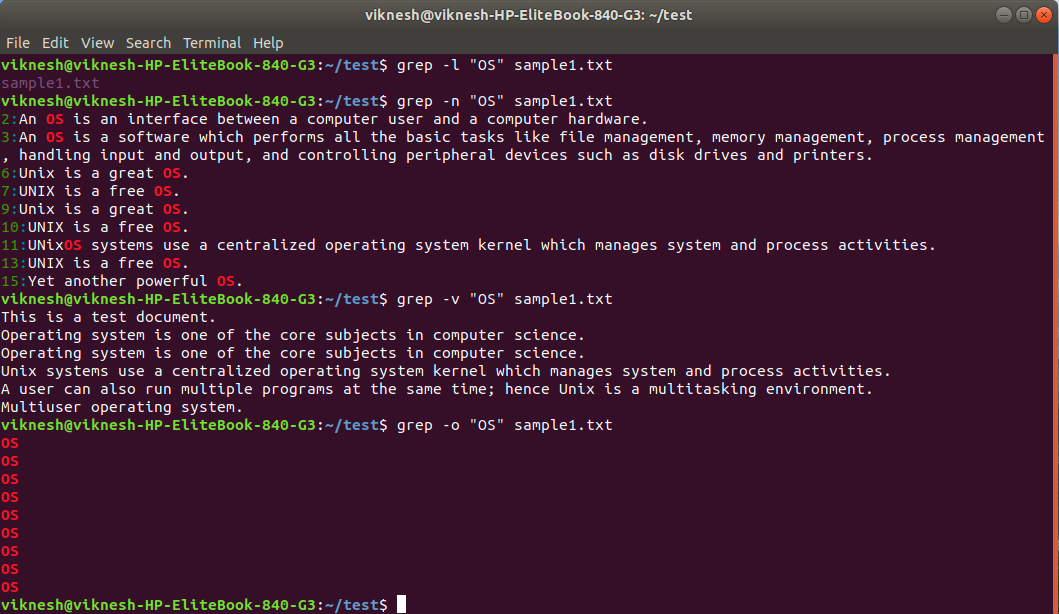 viknesh@viknesh-HP-EliteBook-840-G3: ~/test
File Edit View Search Terminal Help
viknesh@viknesh-HP-EliteBook-840-G3:~/test$ grep -l "OS" sample1.txt
sample1.txt
viknesh@viknesh-HP-EliteBook-840-G3:~/test$ grep -n "OS" sample1.txt
2:An OS is an interface between a computer user and a computer hardware.
3:An OS is a software which performs all the basic tasks like file management, memory management, process management
, handling input and output, and controlling peripheral devices such as disk drives and printers.
6:Unix is a great OS.
7:UNIX is a free OS.
9:Unix is a great OS.
10:UNIX is a free OS.
11:UNixOS systems use a centralized operating system kernel which manages system and process activities.
13:UNIX is a free OS.
15:Yet another powerful OS.
viknesh@viknesh-HP-EliteBook-840-G3:~/test$ grep -v "OS" sample1.txt
This is a test document.
Operating system is one of the core subjects in computer science.
Operating system is one of the core subjects in computer science.
Unix systems use a centralized operating system kernel which manages system and process activities.
A user can also run multiple programs at the same time; hence Unix is a multitasking environment.
Multiuser operating system.
viknesh@viknesh-HP-EliteBook-840-G3:~/test$ grep -o "OS" sample1.txt
OS
OS
OS
OS
OS
OS
OS
OS
OS
viknesh@viknesh-HP-EliteBook-840-G3:~/test$